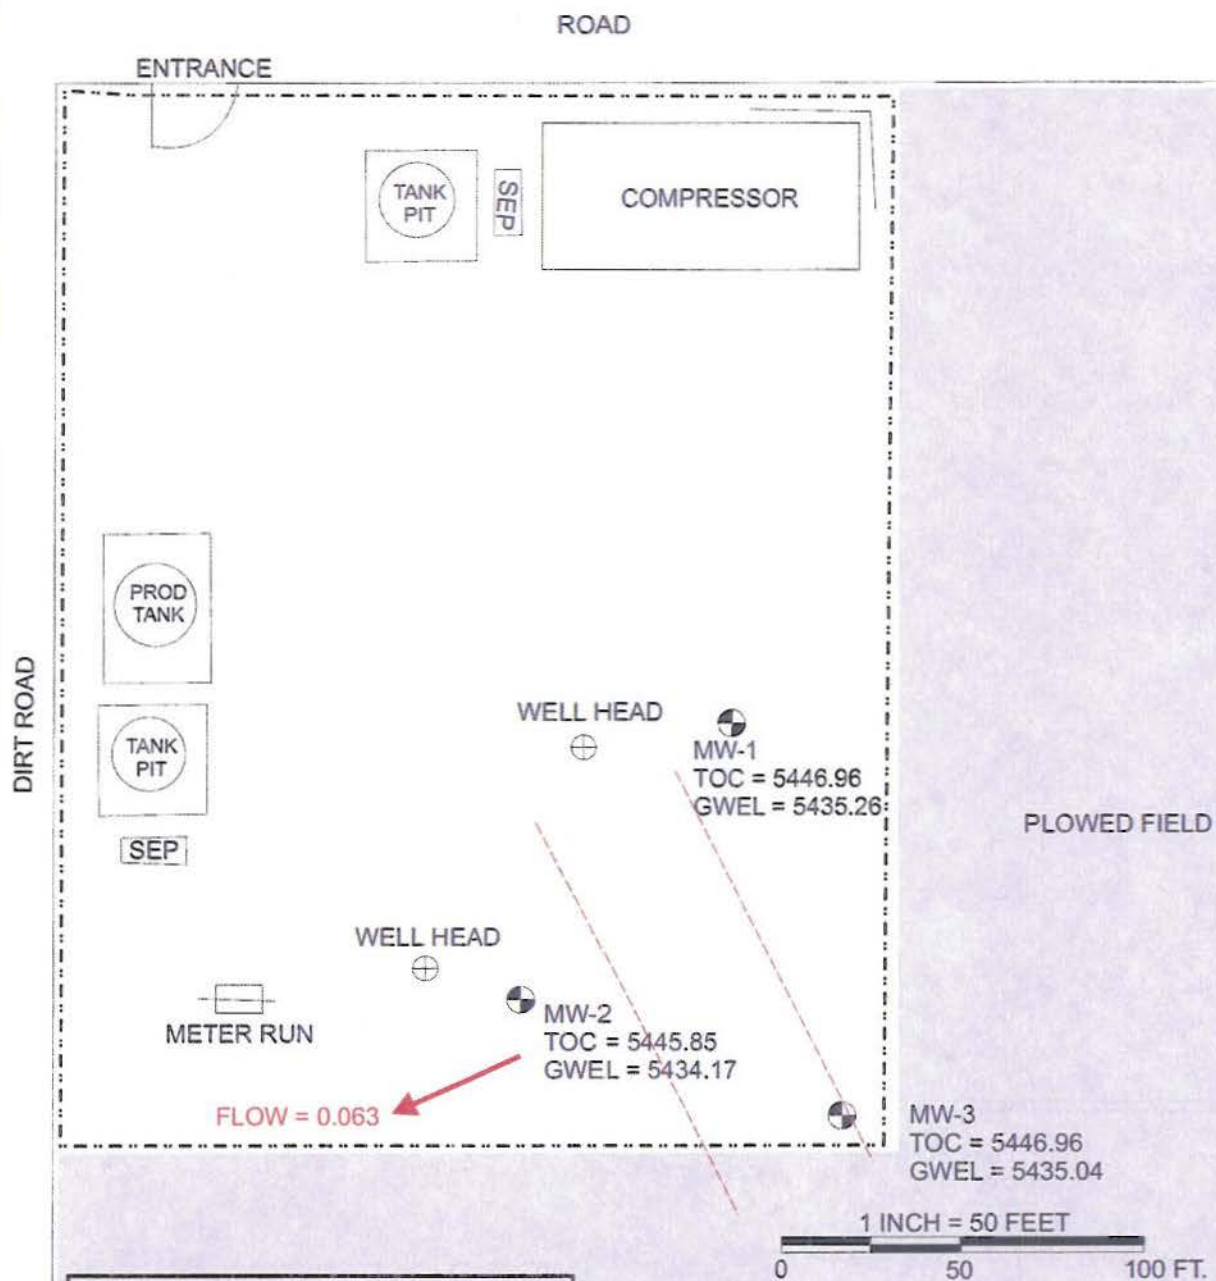 ROAD
ENTRANCE
TANK
PIT
SEP
COMPRESSOR
PROD
TANK
DIRT ROAD
TANK
PIT
SEP
WELL HEAD
MW-1
TOC = 5446.96
GWEL = 5435.26
PLOWED FIELD
WELL HEAD
METER RUN
MW-2
TOC = 5445.85
GWEL = 5434.17
FLOW = 0.063
MW-3
TOC = 5446.96
GWEL = 5435.04
1 INCH = 50 FEET
0 50 100 FT.